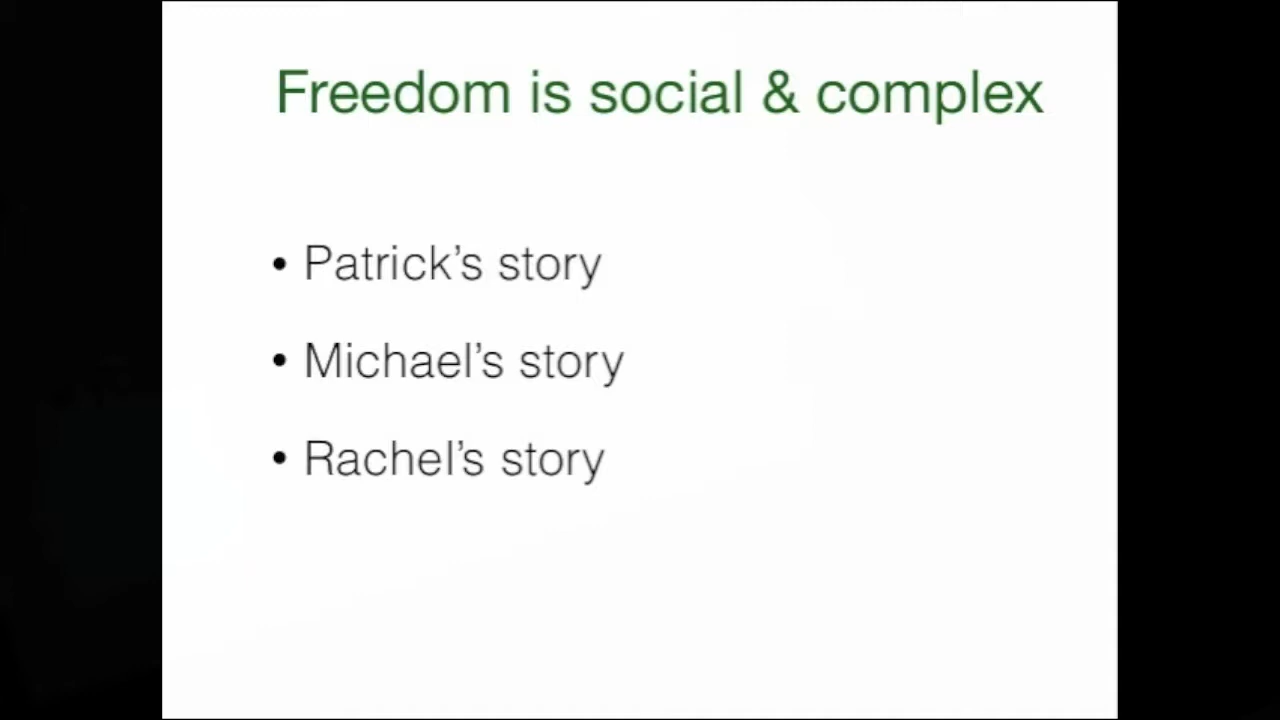 Freedom is social & complex
• Patrick’s story
• Michael’s story
• Rachel’s story